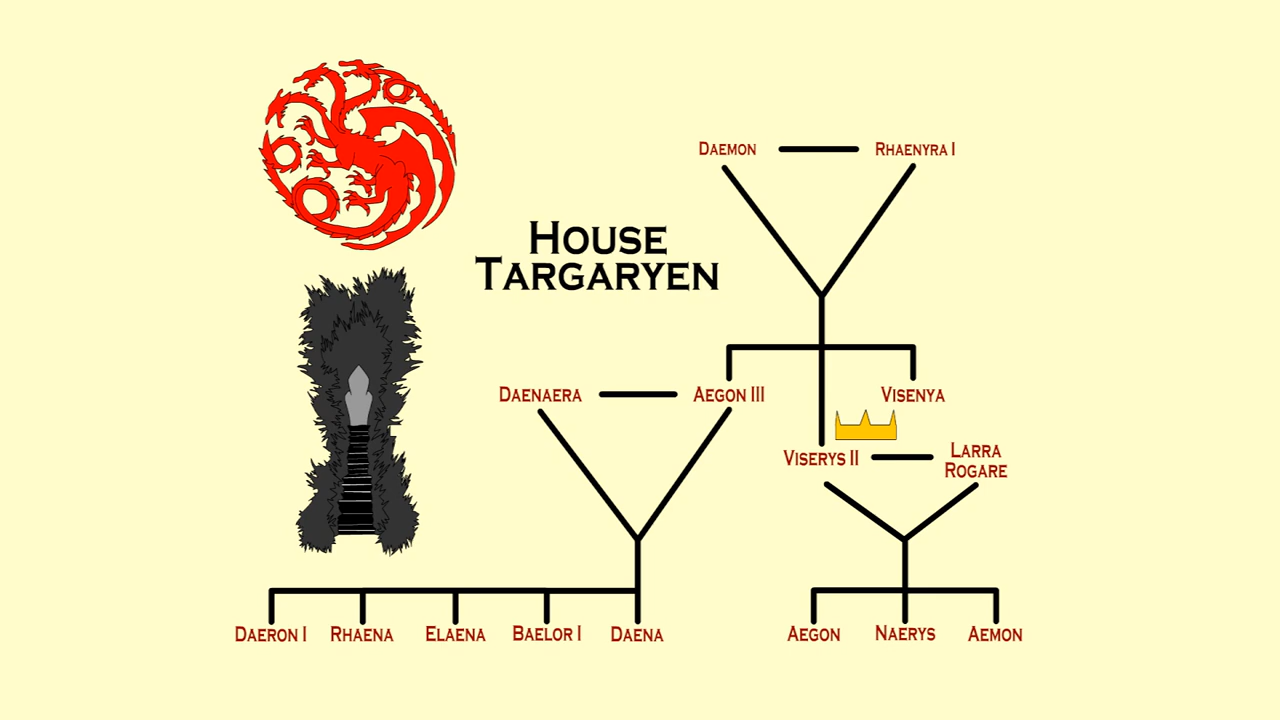 Daemon
Rhaenyra I
House
Targaryen
Daenaera
Aegon III
Visenya
Viserys II
Larra
Rogare
Daeron I
Rhaena
Elaena
Baelor I
Daena
Aegon
Naerys
Aemon